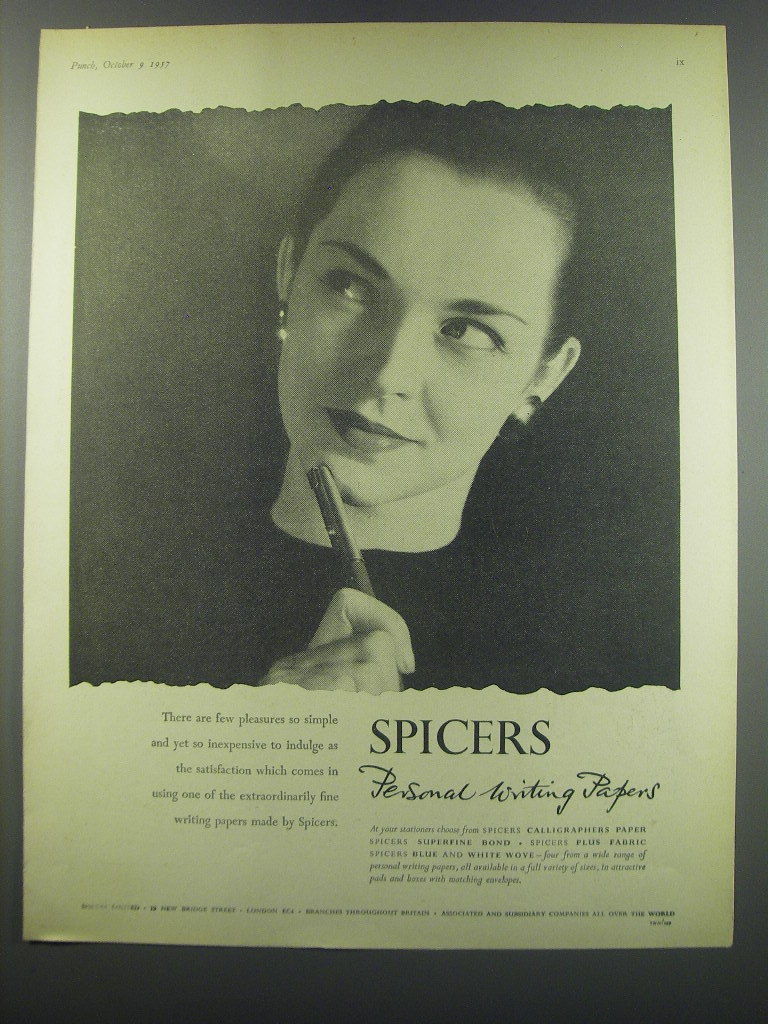 Punch, October 9 1957
ix
There are few pleasures so simple
and yet so inexpensive to indulge as
the satisfaction which comes in
using one of the extraordinarily fine
writing papers made by Spicers.
SPICERS
Personal Writing Papers
At your stationers choose from SPICERS CALLIGRAPHERS PAPER
SPICERS SUPERFINE BOND • SPICERS PLUS FABRIC
SPICERS BLUE AND WHITE WOVE—four from a wide range of
personal writing papers, all available in a full variety of sizes, in attractive
pads and boxes with matching envelopes.
SPICERS LIMITED • 19 NEW BRIDGE STREET • LONDON EC4 • BRANCHES THROUGHOUT BRITAIN • ASSOCIATED AND SUBSIDIARY COMPANIES ALL OVER THE WORLD